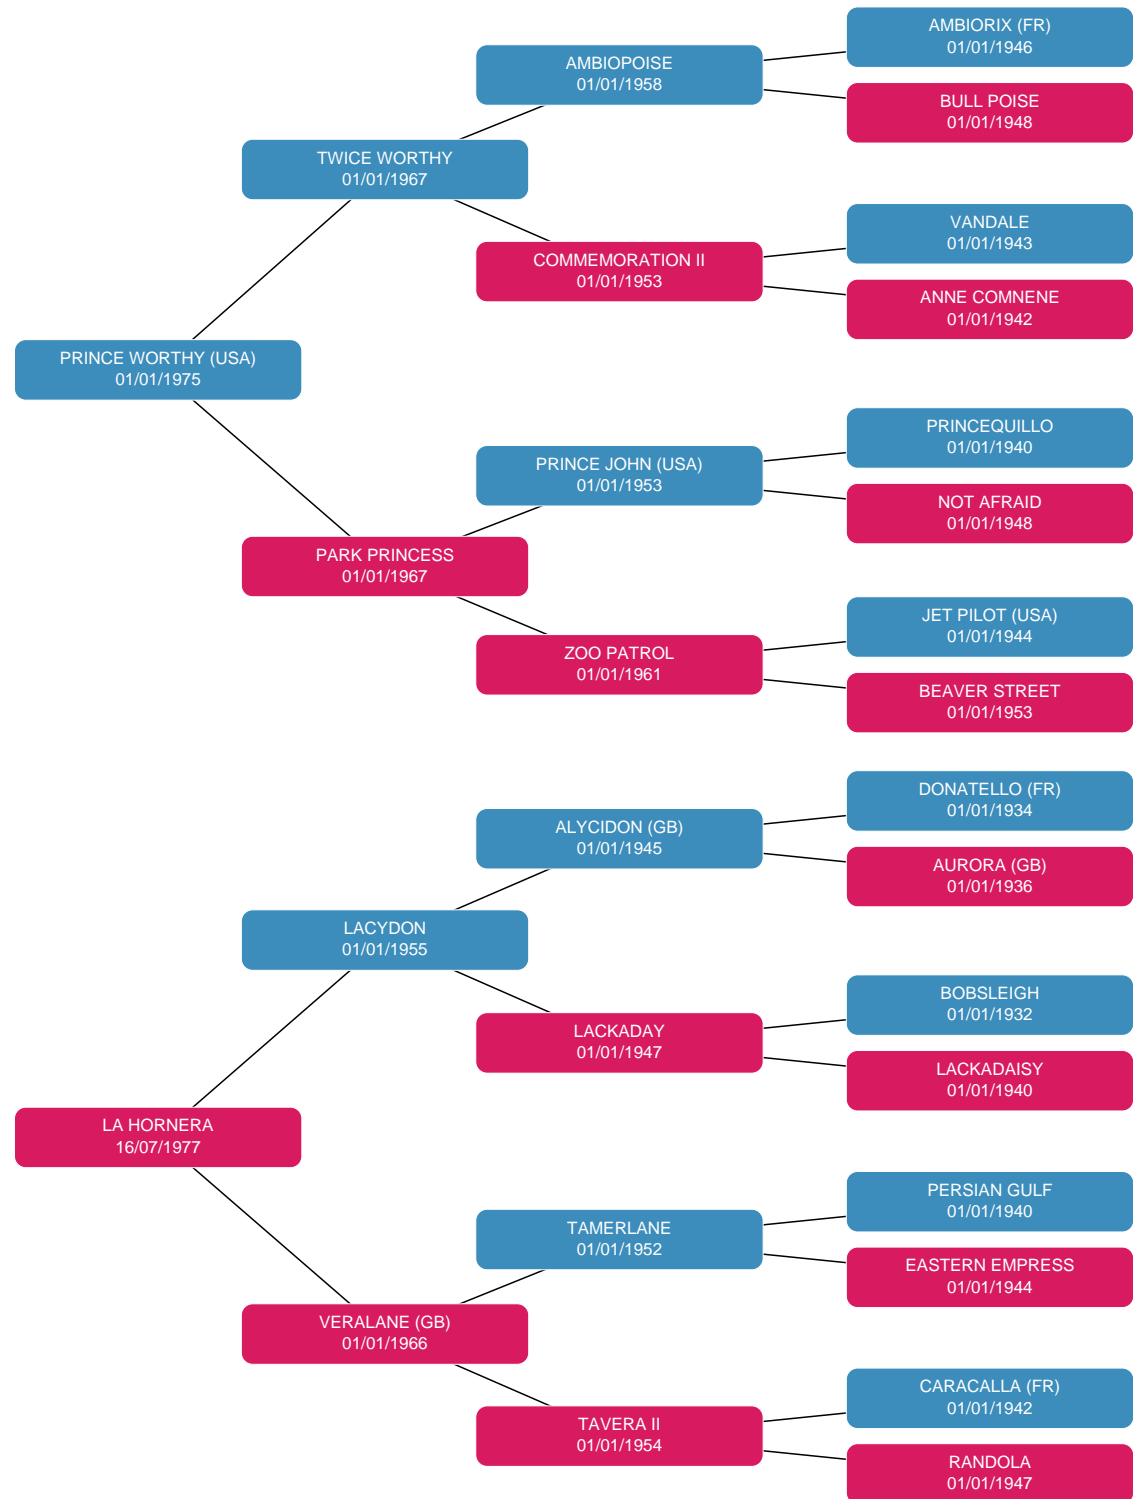 AMBIORIX (FR)
01/01/1946
AMBIOPOISE
01/01/1958
BULL POISE
01/01/1948
TWICE WORTHY
01/01/1967
VANDALE
01/01/1943
COMMEMORATION II
01/01/1953
ANNE COMNENE
01/01/1942
PRINCE WORTHY (USA)
01/01/1975
PRINCEQUILLO
01/01/1940
PRINCE JOHN (USA)
01/01/1953
NOT AFRAID
01/01/1948
PARK PRINCESS
01/01/1967
JET PILOT (USA)
01/01/1944
ZOO PATROL
01/01/1961
BEAVER STREET
01/01/1953
DONATELLO (FR)
01/01/1934
ALYCIDON (GB)
01/01/1945
AURORA (GB)
01/01/1936
LACYDON
01/01/1955
BOBSLEIGH
01/01/1932
LACKADAY
01/01/1947
LACKADAISY
01/01/1940
LA HORNERA
16/07/1977
PERSIAN GULF
01/01/1940
TAMERLANE
01/01/1952
EASTERN EMPRESS
01/01/1944
VERALANE (GB)
01/01/1966
CARACALLA (FR)
01/01/1942
TAVERA II
01/01/1954
RANDOLA
01/01/1947